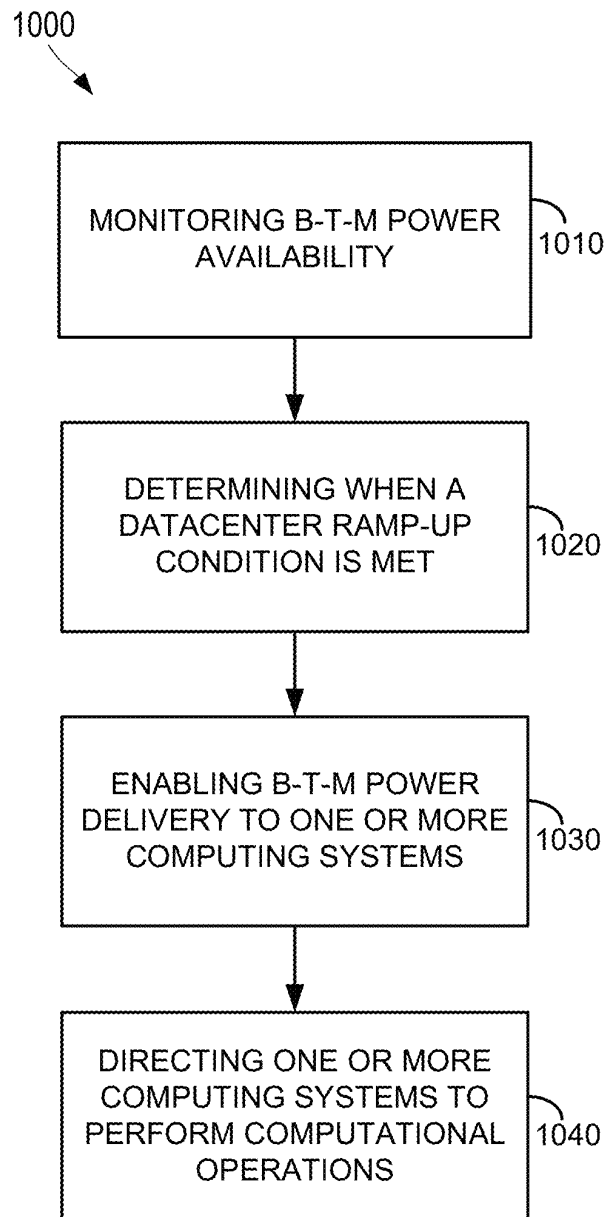 1000
MONITORING B-T-M POWER
AVAILABILITY
1010
DETERMINING WHEN A
DATACENTER RAMP-UP
CONDITION IS MET
1020
ENABLING B-T-M POWER
DELIVERY TO ONE OR MORE
COMPUTING SYSTEMS
1030
DIRECTING ONE OR MORE
COMPUTING SYSTEMS TO
PERFORM COMPUTATIONAL
OPERATIONS
1040